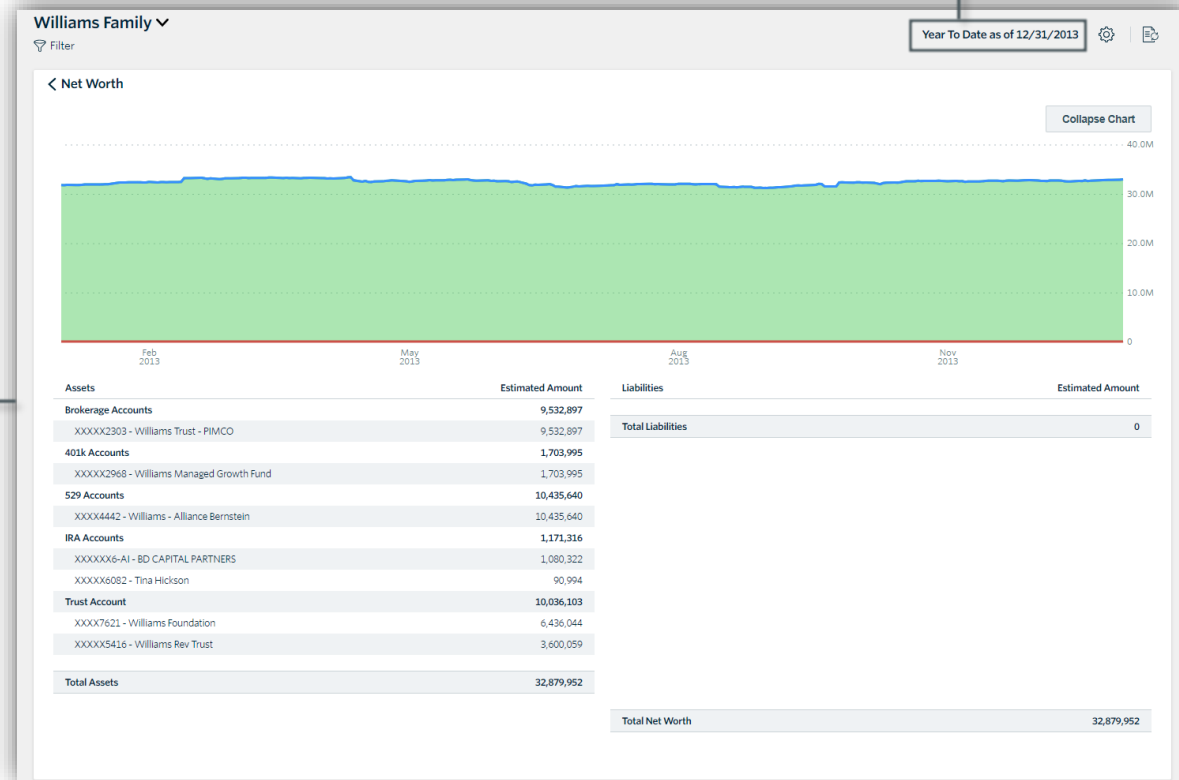 Williams Family
Filter
Year To Date as of 12/31/2013
Net Worth
Collapse Chart
40.0M
30.0M
20.0M
10.0M
0
Feb
2013
May
2013
Aug
2013
Nov
2013
Assets Estimated Amount
Brokerage Accounts 9,532,897
XXXXX2303 - Williams Trust - PIMCO 9,532,897
401k Accounts 1,703,995
XXXXX2968 - Williams Managed Growth Fund 1,703,995
529 Accounts 10,435,640
XXXX4442 - Williams - Alliance Bernstein 10,435,640
IRA Accounts 1,171,316
XXXXXX6-AI - BD CAPITAL PARTNERS 1,080,322
XXXXX6082 - Tina Hickson 90,994
Trust Account 10,036,103
XXXX7621 - Williams Foundation 6,436,044
XXXXX5416 - Williams Rev Trust 3,600,059
Total Assets 32,879,952
Liabilities Estimated Amount
Total Liabilities 0
Total Net Worth 32,879,952